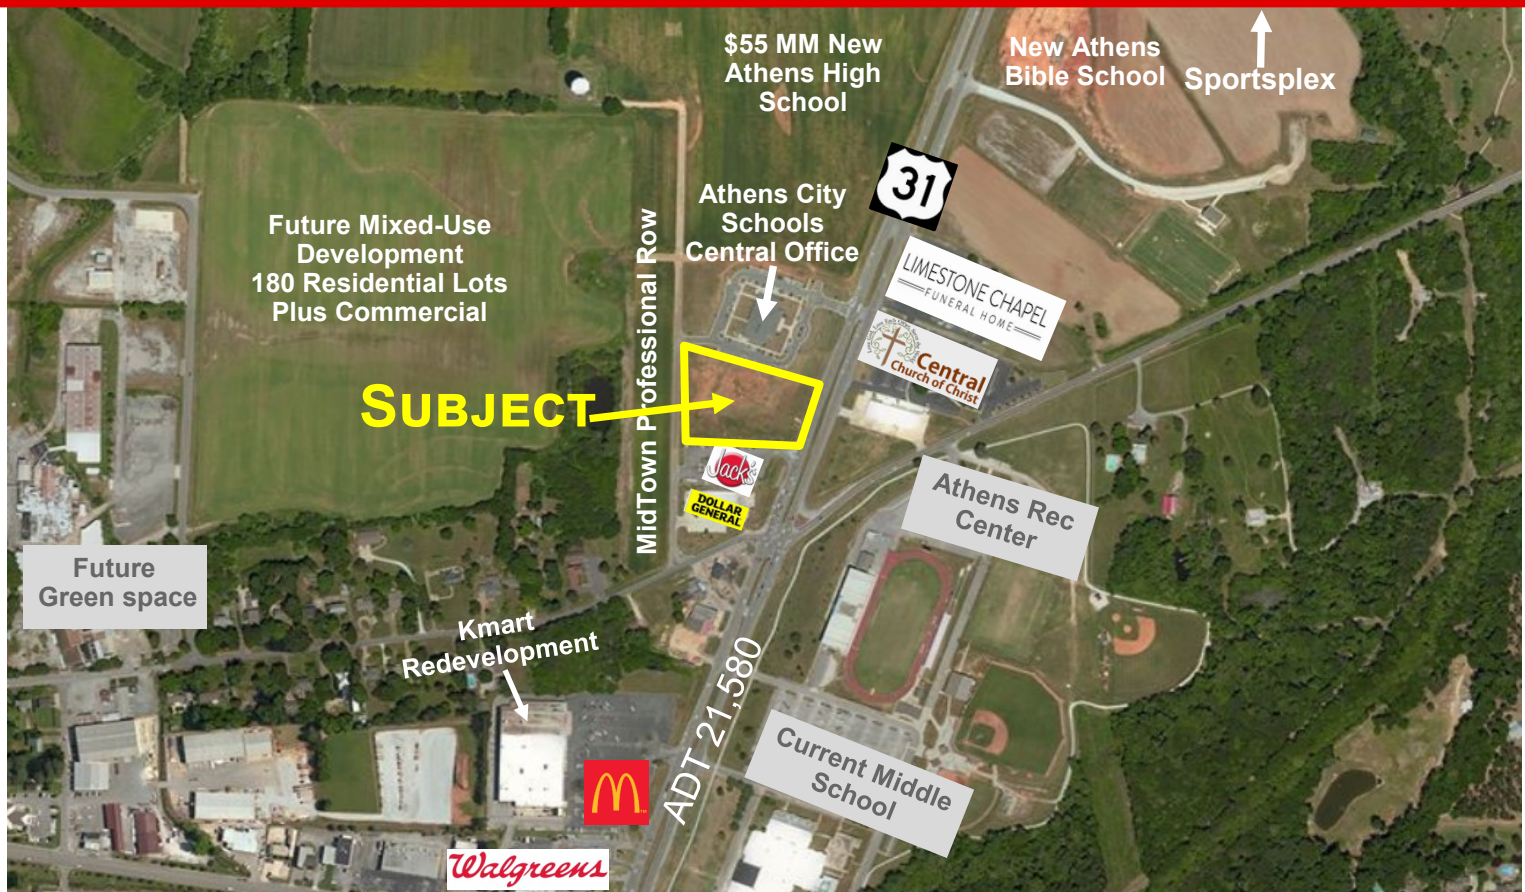 $55 MM New
Athens High
School
New Athens
Bible School
Sportsplex
31
Athens City
Schools
Central Office
Future Mixed-Use
Development
180 Residential Lots
Plus Commercial
MidTown Professional Row
LIMESTONE CHAPEL
FUNERAL HOME
Central
Church of Christ
SUBJECT
Jack's
DOLLAR
GENERAL
Athens Rec
Center
Future
Green space
Kmart
Redevelopment
ADT 21,580
Current Middle
School
Walgreens